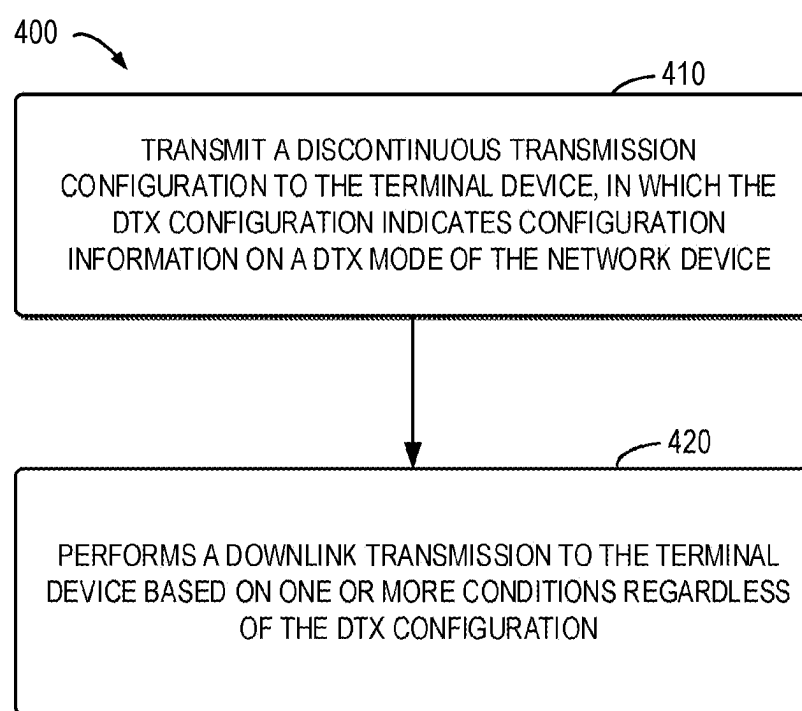 400
410
TRANSMIT A DISCONTINUOUS TRANSMISSION
CONFIGURATION TO THE TERMINAL DEVICE, IN WHICH THE
DTX CONFIGURATION INDICATES CONFIGURATION
INFORMATION ON A DTX MODE OF THE NETWORK DEVICE
420
PERFORMS A DOWNLINK TRANSMISSION TO THE TERMINAL
DEVICE BASED ON ONE OR MORE CONDITIONS REGARDLESS
OF THE DTX CONFIGURATION